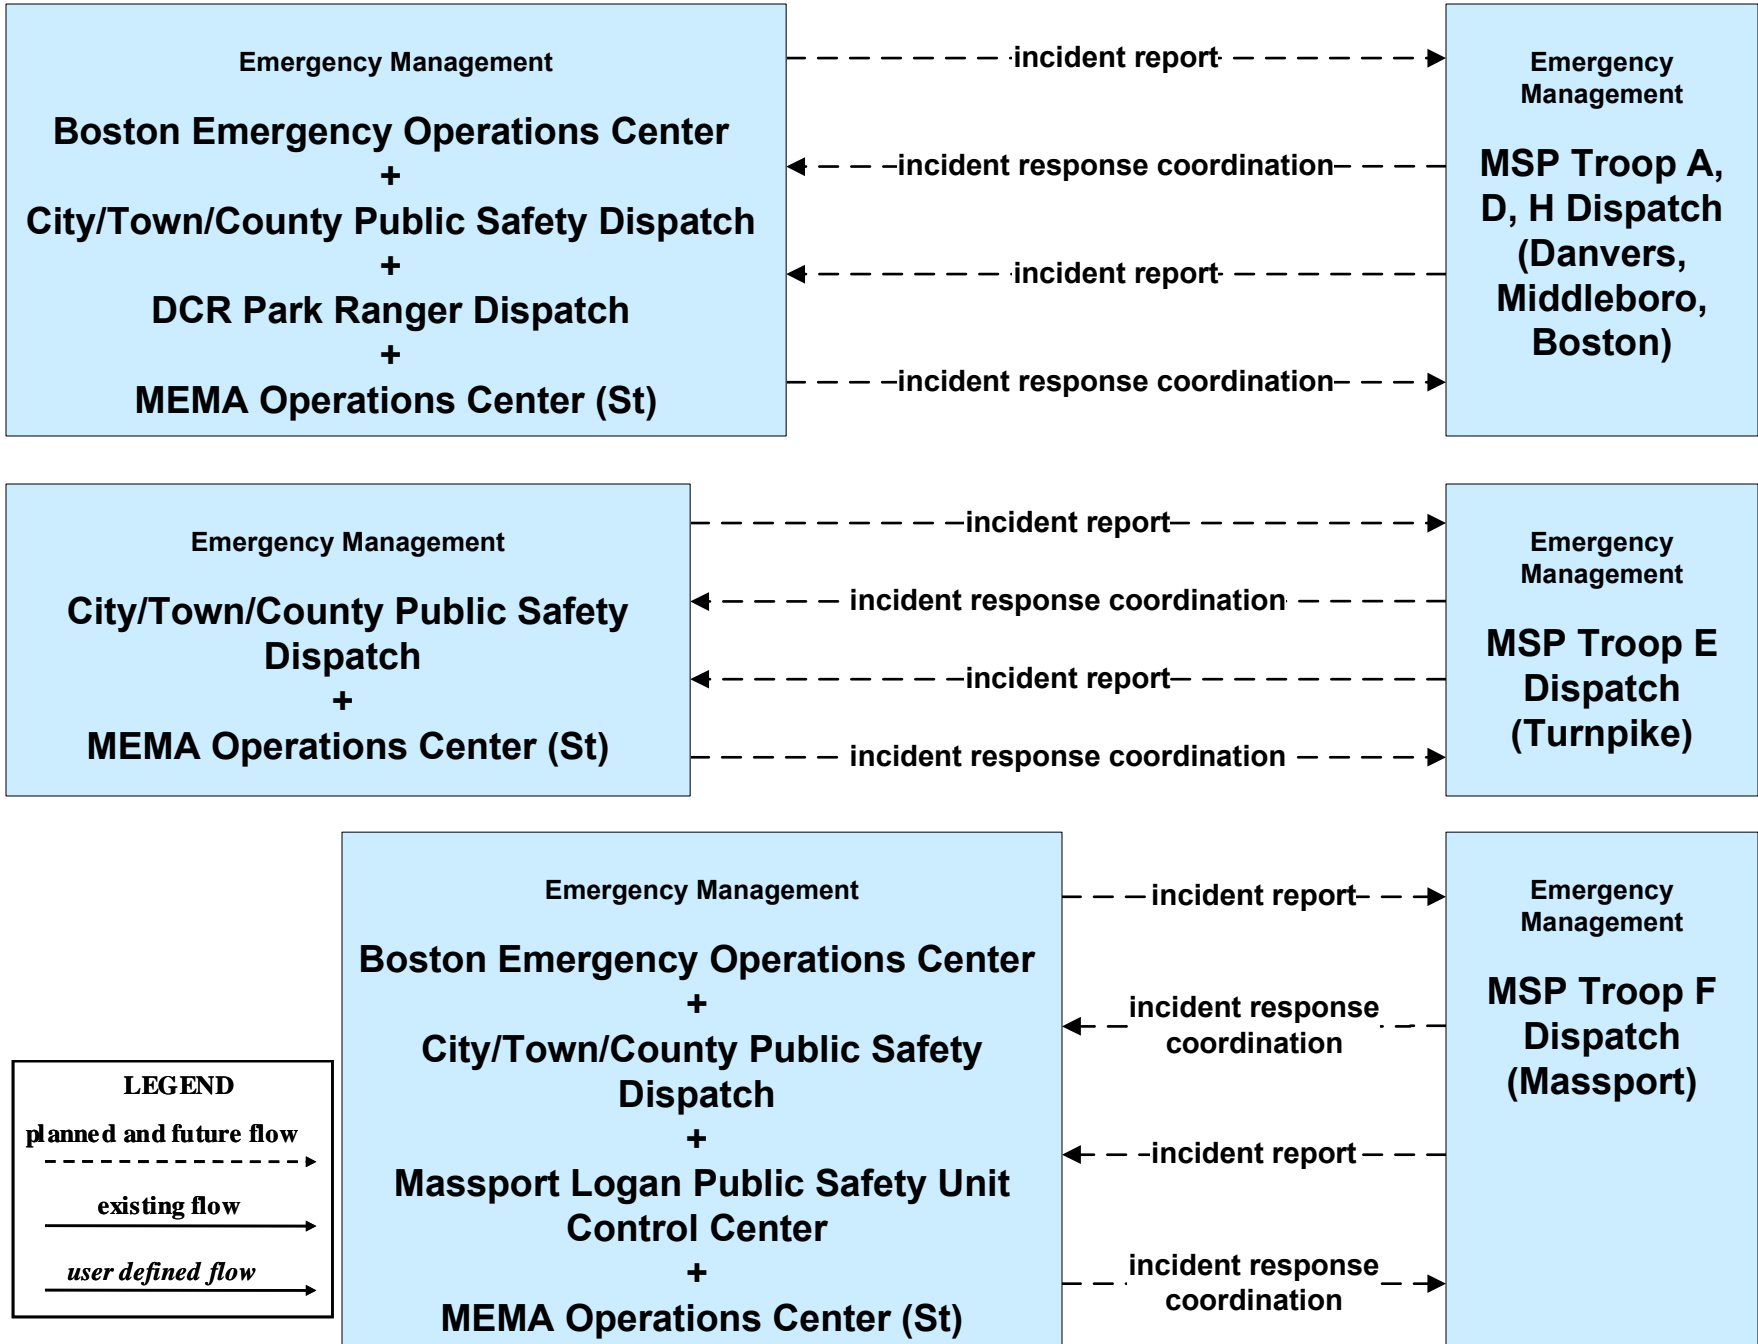 Emergency Management
Boston Emergency Operations Center
+
City/Town/County Public Safety Dispatch
+
DCR Park Ranger Dispatch
+
MEMA Operations Center (St)
incident report
incident response coordination
incident report
incident response coordination
Emergency
Management
MSP Troop A,
D, H Dispatch
(Danvers,
Middleboro,
Boston)
Emergency Management
City/Town/County Public Safety
Dispatch
+
MEMA Operations Center (St)
incident report
incident response coordination
incident report
incident response coordination
Emergency
Management
MSP Troop E
Dispatch
(Turnpike)
Emergency Management
Boston Emergency Operations Center
+
City/Town/County Public Safety
Dispatch
+
Massport Logan Public Safety Unit
Control Center
+
MEMA Operations Center (St)
incident report
incident response
coordination
incident report
incident response
coordination
Emergency
Management
MSP Troop F
Dispatch
(Massport)
LEGEND
planned and future flow
existing flow
user defined flow